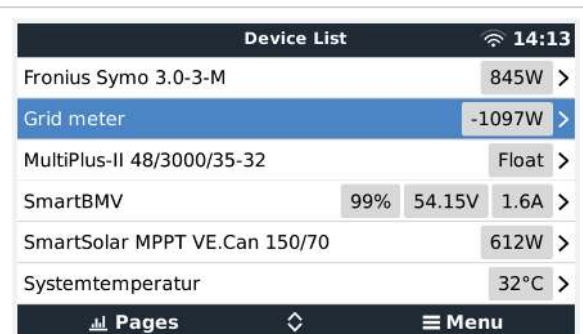 Device List 14:13
Fronius Symo 3.0-3-M 845W
Grid meter -1097W
MultiPlus-II 48/3000/35-32 Float
SmartBMV 99% 54.15V 1.6A
SmartSolar MPPT VE.Can 150/70 612W
Systemtemperatur 32°C
Pages Menu